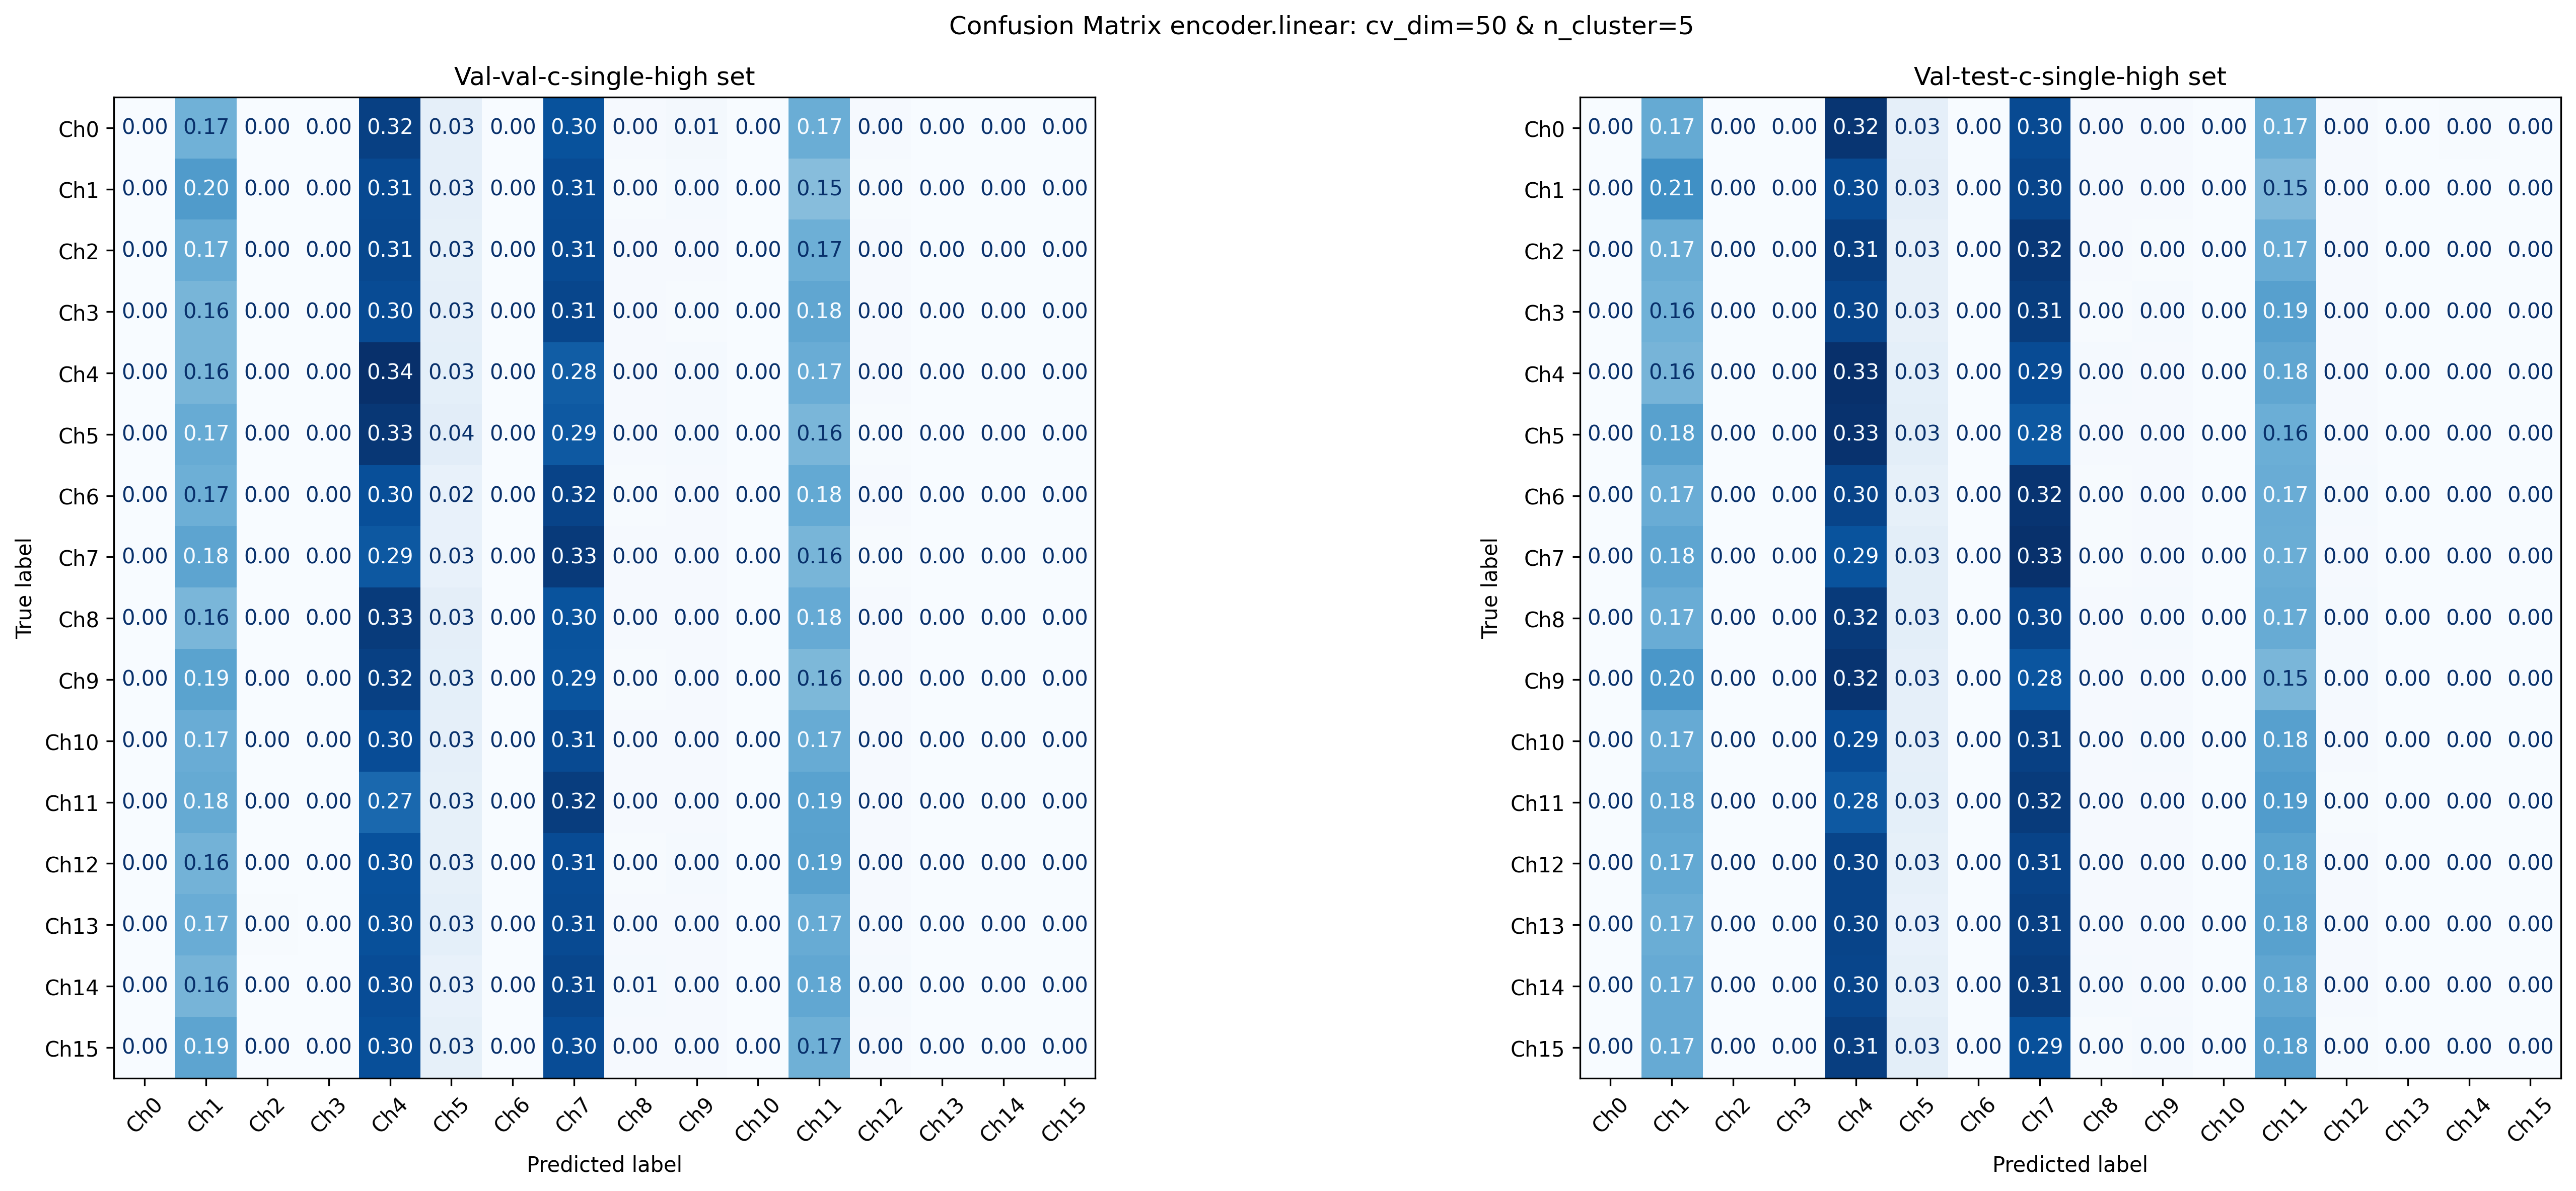 Confusion Matrix encoder.linear: cv_dim=50 & n_cluster=5
Val-val-c-single-high set
Ch0 0.00 0.17 0.00 0.00 0.32 0.03 0.00 0.30 0.00 0.01 0.00 0.17 0.00 0.00 0.00 0.00
Ch1 0.00 0.20 0.00 0.00 0.31 0.03 0.00 0.31 0.00 0.00 0.00 0.15 0.00 0.00 0.00 0.00
Ch2 0.00 0.17 0.00 0.00 0.31 0.03 0.00 0.31 0.00 0.00 0.00 0.17 0.00 0.00 0.00 0.00
Ch3 0.00 0.16 0.00 0.00 0.30 0.03 0.00 0.31 0.00 0.00 0.00 0.18 0.00 0.00 0.00 0.00
Ch4 0.00 0.16 0.00 0.00 0.34 0.03 0.00 0.28 0.00 0.00 0.00 0.17 0.00 0.00 0.00 0.00
Ch5 0.00 0.17 0.00 0.00 0.33 0.04 0.00 0.29 0.00 0.00 0.00 0.16 0.00 0.00 0.00 0.00
Ch6 0.00 0.17 0.00 0.00 0.30 0.02 0.00 0.32 0.00 0.00 0.00 0.18 0.00 0.00 0.00 0.00
Ch7 0.00 0.18 0.00 0.00 0.29 0.03 0.00 0.33 0.00 0.00 0.00 0.16 0.00 0.00 0.00 0.00
Ch8 0.00 0.16 0.00 0.00 0.33 0.03 0.00 0.30 0.00 0.00 0.00 0.18 0.00 0.00 0.00 0.00
Ch9 0.00 0.19 0.00 0.00 0.32 0.03 0.00 0.29 0.00 0.00 0.00 0.16 0.00 0.00 0.00 0.00
Ch10 0.00 0.17 0.00 0.00 0.30 0.03 0.00 0.31 0.00 0.00 0.00 0.17 0.00 0.00 0.00 0.00
Ch11 0.00 0.18 0.00 0.00 0.27 0.03 0.00 0.32 0.00 0.00 0.00 0.19 0.00 0.00 0.00 0.00
Ch12 0.00 0.16 0.00 0.00 0.30 0.03 0.00 0.31 0.00 0.00 0.00 0.19 0.00 0.00 0.00 0.00
Ch13 0.00 0.17 0.00 0.00 0.30 0.03 0.00 0.31 0.00 0.00 0.00 0.17 0.00 0.00 0.00 0.00
Ch14 0.00 0.16 0.00 0.00 0.30 0.03 0.00 0.31 0.01 0.00 0.00 0.18 0.00 0.00 0.00 0.00
Ch15 0.00 0.19 0.00 0.00 0.30 0.03 0.00 0.30 0.00 0.00 0.00 0.17 0.00 0.00 0.00 0.00
True label
Ch0 Ch1 Ch2 Ch3 Ch4 Ch5 Ch6 Ch7 Ch8 Ch9 Ch10 Ch11 Ch12 Ch13 Ch14 Ch15
Predicted label
Val-test-c-single-high set
Ch0 0.00 0.17 0.00 0.00 0.32 0.03 0.00 0.30 0.00 0.00 0.00 0.17 0.00 0.00 0.00 0.00
Ch1 0.00 0.21 0.00 0.00 0.30 0.03 0.00 0.30 0.00 0.00 0.00 0.15 0.00 0.00 0.00 0.00
Ch2 0.00 0.17 0.00 0.00 0.31 0.03 0.00 0.32 0.00 0.00 0.00 0.17 0.00 0.00 0.00 0.00
Ch3 0.00 0.16 0.00 0.00 0.30 0.03 0.00 0.31 0.00 0.00 0.00 0.19 0.00 0.00 0.00 0.00
Ch4 0.00 0.16 0.00 0.00 0.33 0.03 0.00 0.29 0.00 0.00 0.00 0.18 0.00 0.00 0.00 0.00
Ch5 0.00 0.18 0.00 0.00 0.33 0.03 0.00 0.28 0.00 0.00 0.00 0.16 0.00 0.00 0.00 0.00
Ch6 0.00 0.17 0.00 0.00 0.30 0.03 0.00 0.32 0.00 0.00 0.00 0.17 0.00 0.00 0.00 0.00
Ch7 0.00 0.18 0.00 0.00 0.29 0.03 0.00 0.33 0.00 0.00 0.00 0.17 0.00 0.00 0.00 0.00
Ch8 0.00 0.17 0.00 0.00 0.32 0.03 0.00 0.30 0.00 0.00 0.00 0.17 0.00 0.00 0.00 0.00
Ch9 0.00 0.20 0.00 0.00 0.32 0.03 0.00 0.28 0.00 0.00 0.00 0.15 0.00 0.00 0.00 0.00
Ch10 0.00 0.17 0.00 0.00 0.29 0.03 0.00 0.31 0.00 0.00 0.00 0.18 0.00 0.00 0.00 0.00
Ch11 0.00 0.18 0.00 0.00 0.28 0.03 0.00 0.32 0.00 0.00 0.00 0.19 0.00 0.00 0.00 0.00
Ch12 0.00 0.17 0.00 0.00 0.30 0.03 0.00 0.31 0.00 0.00 0.00 0.18 0.00 0.00 0.00 0.00
Ch13 0.00 0.17 0.00 0.00 0.30 0.03 0.00 0.31 0.00 0.00 0.00 0.18 0.00 0.00 0.00 0.00
Ch14 0.00 0.17 0.00 0.00 0.30 0.03 0.00 0.31 0.00 0.00 0.00 0.18 0.00 0.00 0.00 0.00
Ch15 0.00 0.17 0.00 0.00 0.31 0.03 0.00 0.29 0.00 0.00 0.00 0.18 0.00 0.00 0.00 0.00
True label
Ch0 Ch1 Ch2 Ch3 Ch4 Ch5 Ch6 Ch7 Ch8 Ch9 Ch10 Ch11 Ch12 Ch13 Ch14 Ch15
Predicted label